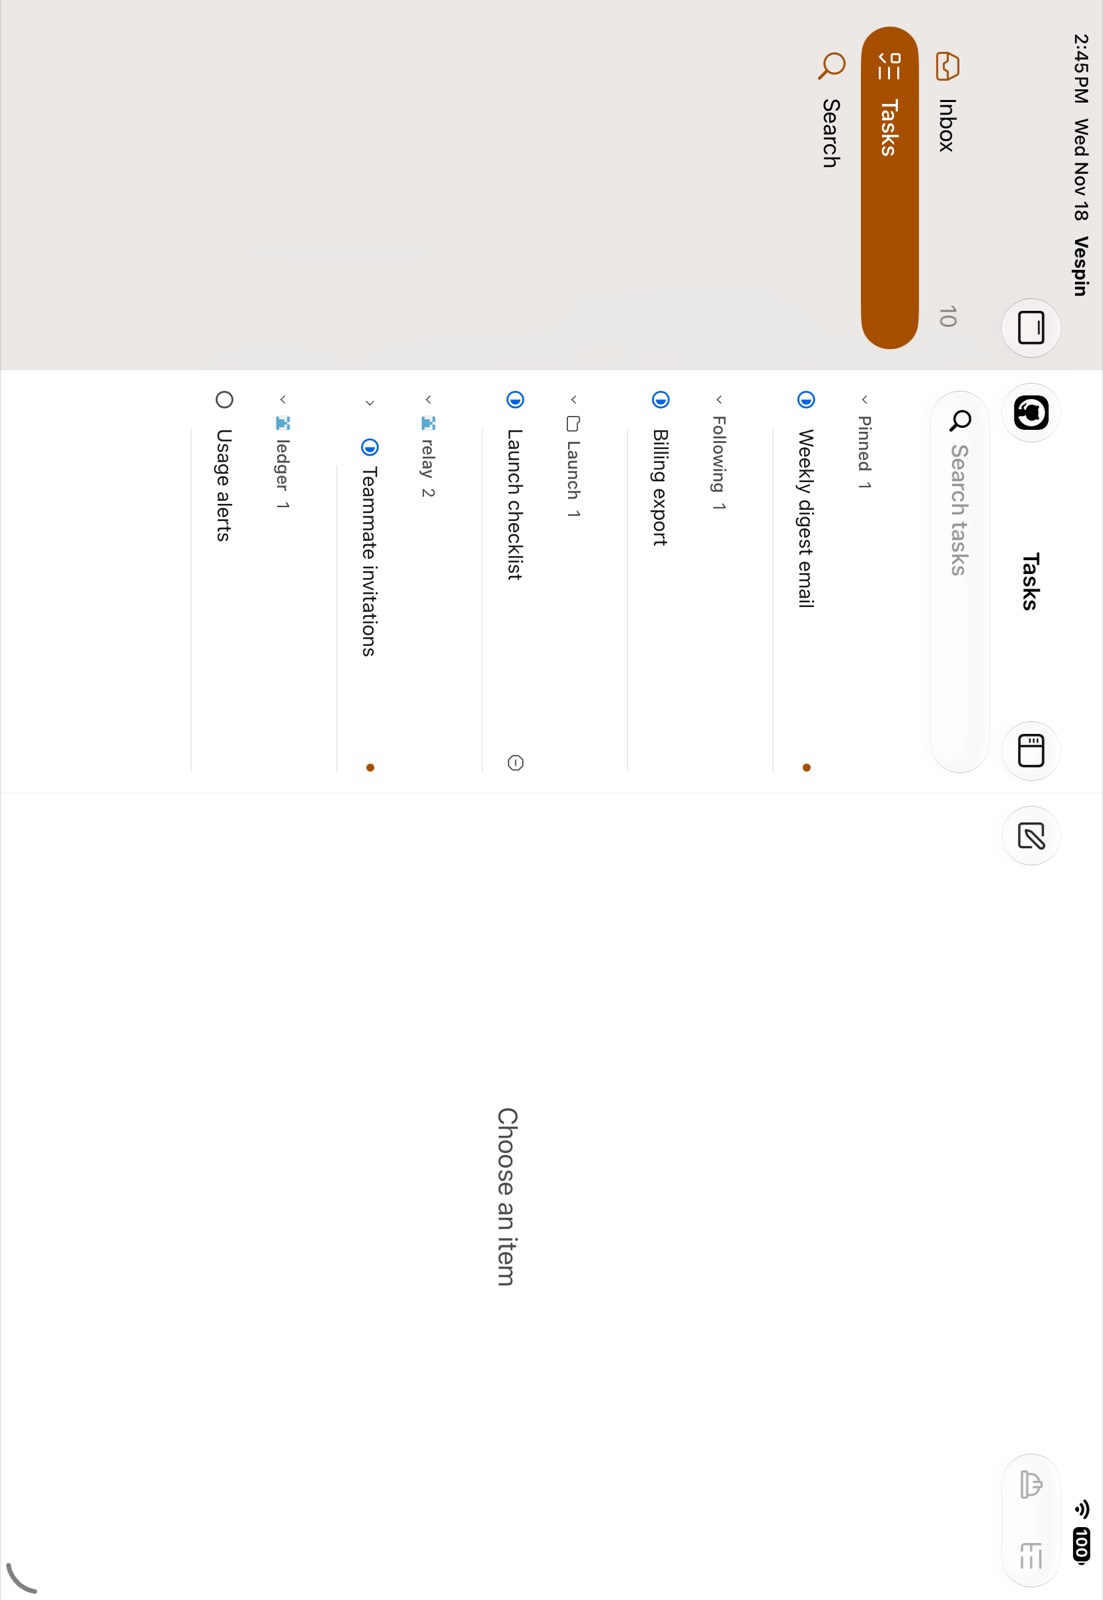 2:45 PM Wed Nov 18 Vespin
100
Tasks
Inbox 10
Tasks
Search
Search tasks
Pinned 1
Weekly digest email
Following 1
Billing export
Launch 1
Launch checklist
relay 2
Teammate invitations
ledger 1
Usage alerts
Choose an item